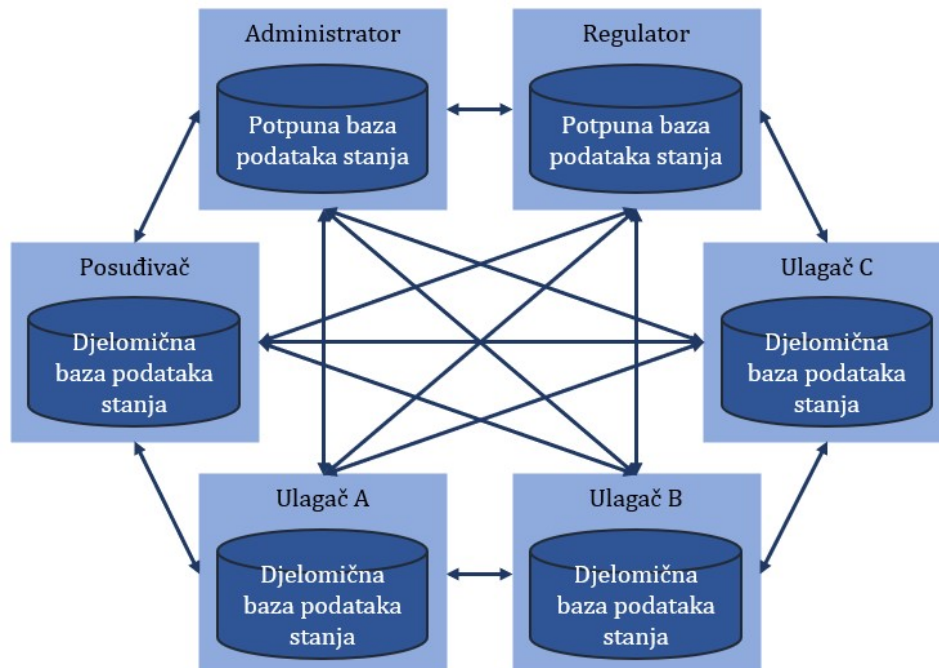 Administrator
Potpuna baza
podataka stanja
Regulator
Potpuna baza
podataka stanja
Posuđivač
Djelomična
baza podataka
stanja
Ulagač C
Djelomična
baza podataka
stanja
Ulagač A
Djelomična
baza podataka
stanja
Ulagač B
Djelomična
baza podataka
stanja